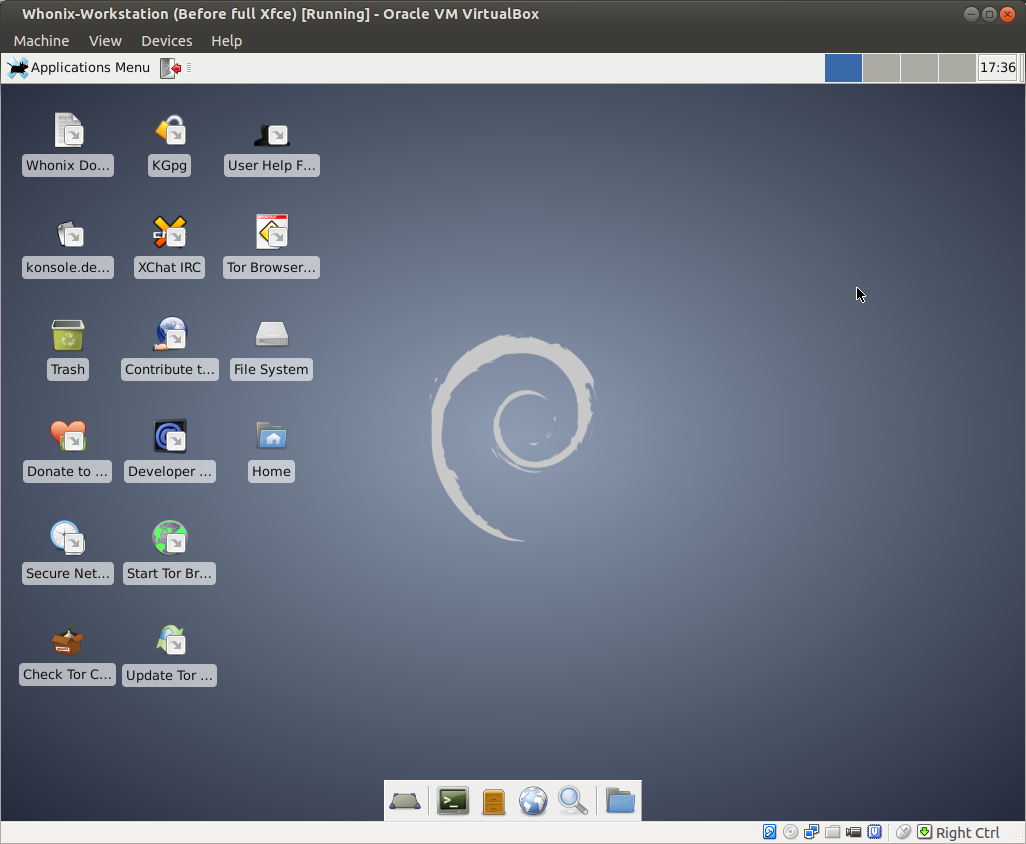 Whonix-Workstation (Before full Xfce) [Running] - Oracle VM VirtualBox
Machine View Devices Help
Applications Menu 17:36
Whonix Do... KGpg User Help F...
konsole.de... XChat IRC Tor Browser...
Trash Contribute t... File System
Donate to ... Developer ... Home
Secure Net... Start Tor Br...
Check Tor C... Update Tor ...
Right Ctrl